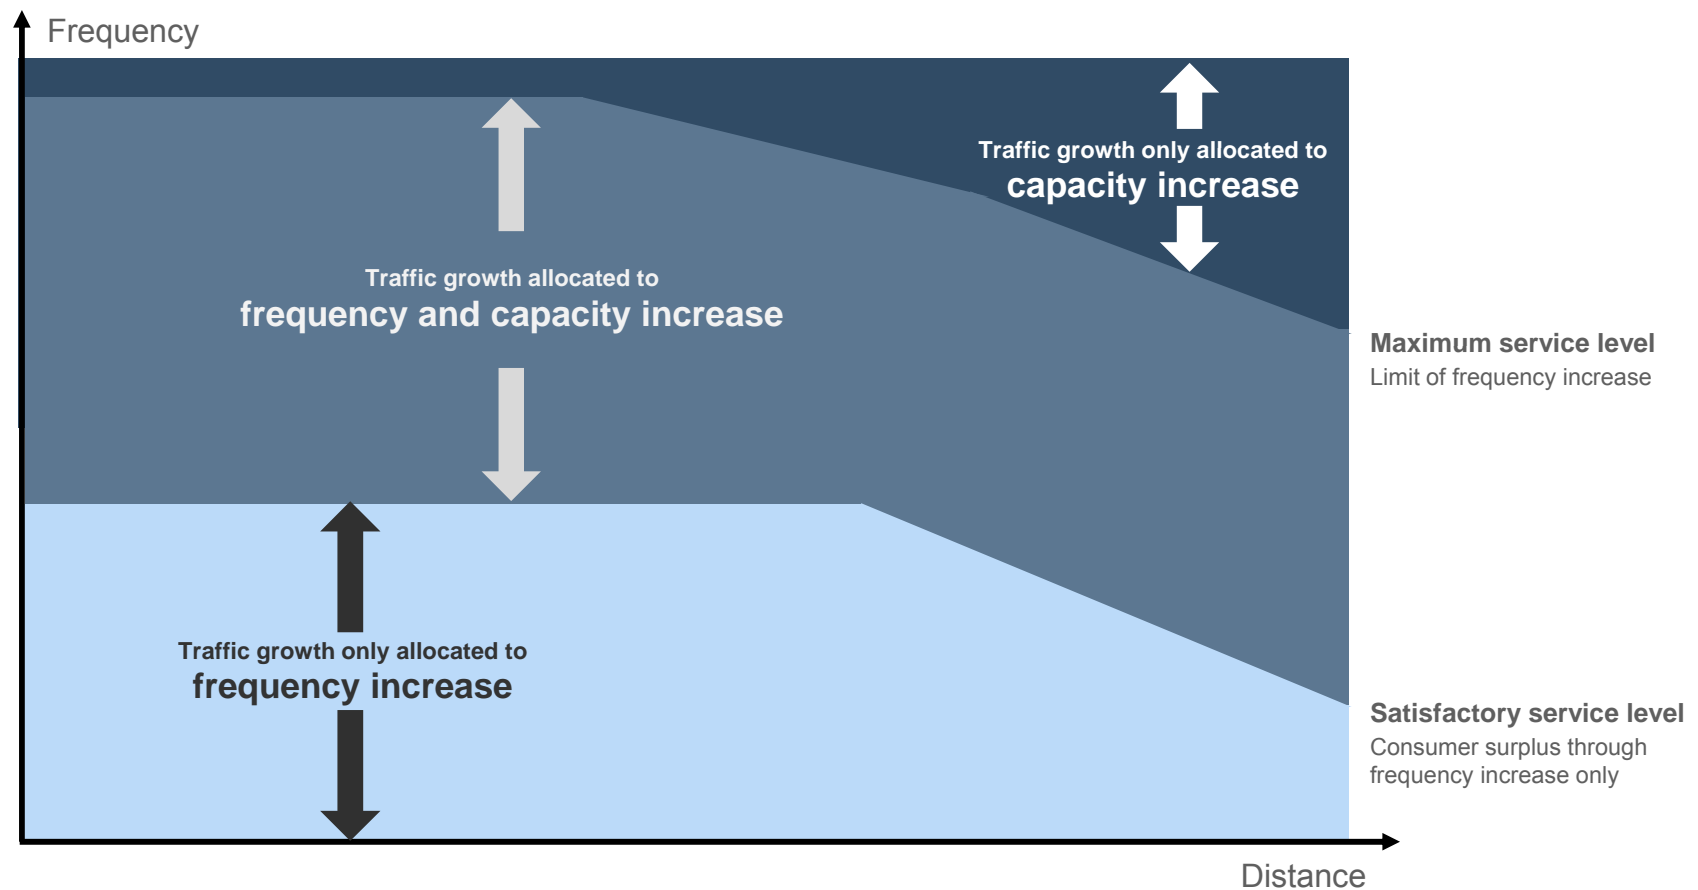 Frequency
Traffic growth only allocated to
capacity increase
Traffic growth allocated to
frequency and capacity increase
Maximum service level
Limit of frequency increase
Traffic growth only allocated to
frequency increase
Satisfactory service level
Consumer surplus through
frequency increase only
Distance